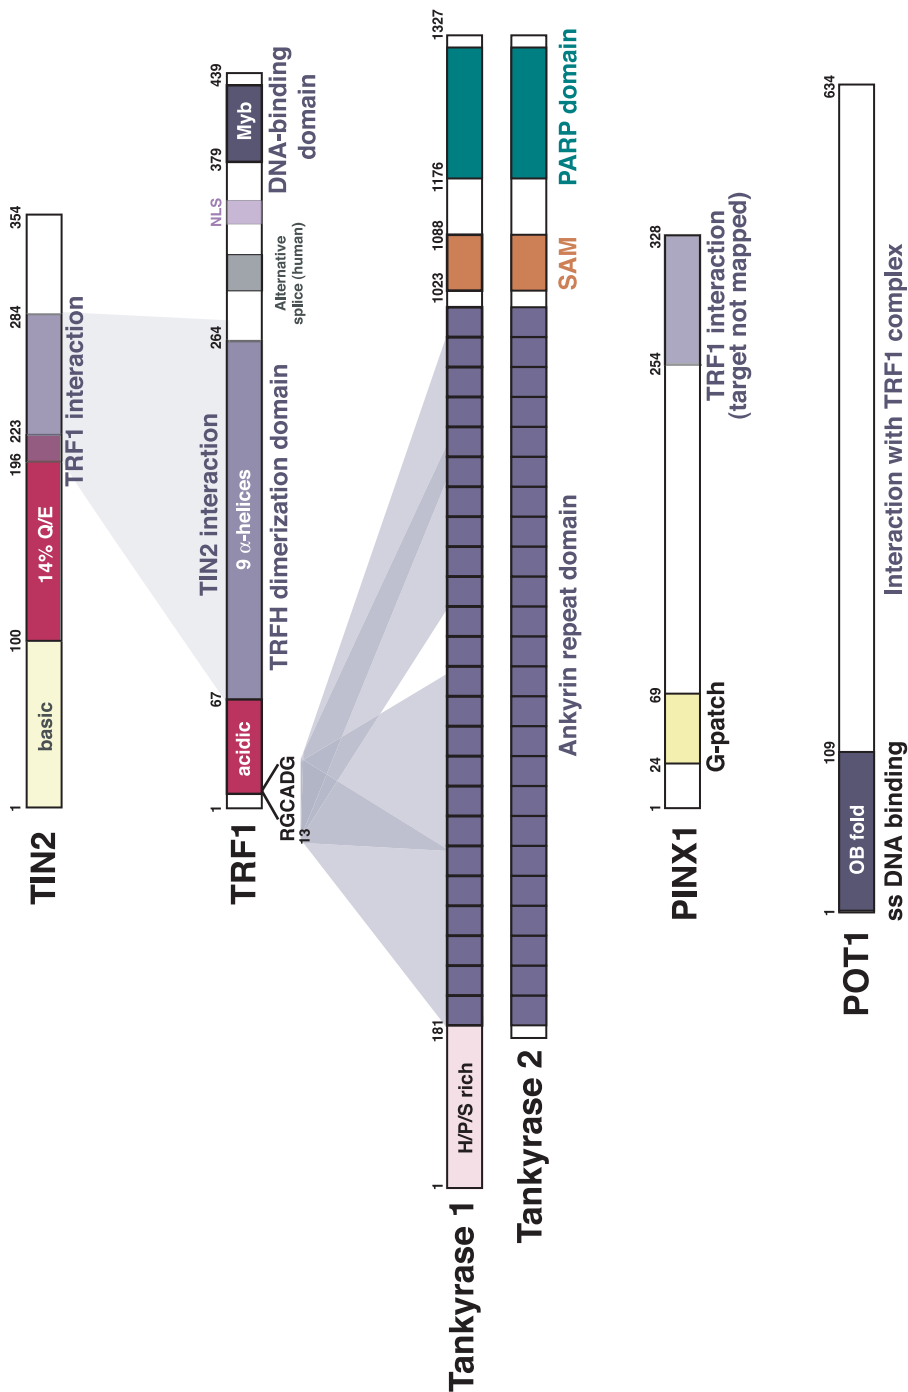 TIN2
1
100
196
223
284
354
basic
14% Q/E
TRF1 interaction
TRF1
1
67
264
379
439
TIN2 interaction
acidic
9 α-helices
NLS
Myb
RGCADG
13
TRFH dimerization domain
Alternative
splice (human)
DNA-binding
domain
Tankyrase 1
1
181
1023
1088
1176
1327
H/P/S rich
Tankyrase 2
Ankyrin repeat domain
SAM
PARP domain
PINX1
1
24
69
254
328
G-patch
TRF1 interaction
(target not mapped)
POT1
1
109
634
OB fold
ss DNA binding
Interaction with TRF1 complex